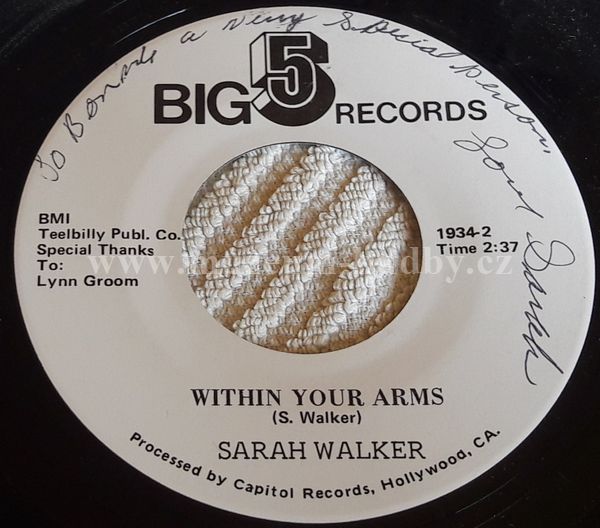 To a Very Special Person,
Love Sarah
BIG 5 RECORDS
BMI
Teelbilly Publ. Co.
Special Thanks
To:
Lynn Groom
1934-2
Time 2:37
WITHIN YOUR ARMS
(S. Walker)
SARAH WALKER
Processed by Capitol Records, Hollywood, CA.